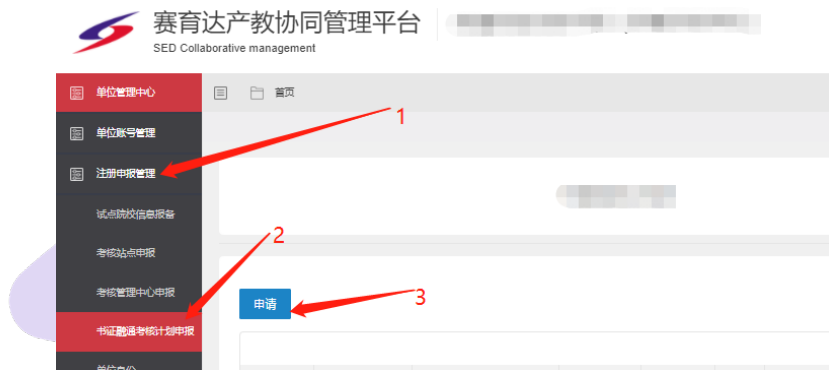 赛育达产教协同管理平台
SED Collaborative management
单位管理中心
首页
1
单位账号管理
注册申报管理
试点院校信息报备
2
考核站点申报
考核管理中心申报
申请
3
书证融通考核计划申报